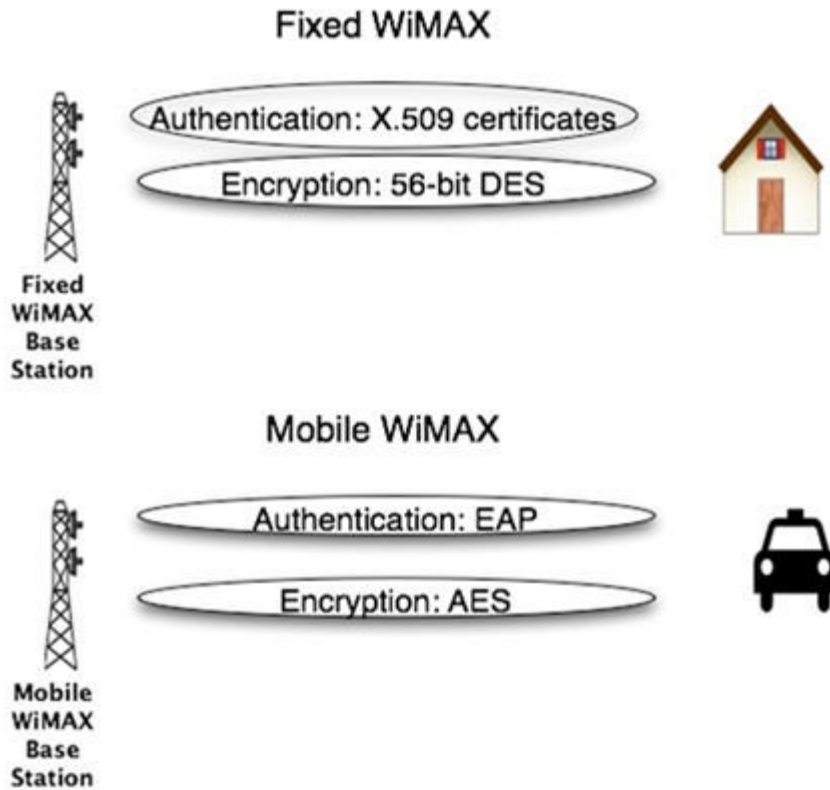 Fixed WiMAX
Authentication: X.509 certificates
Encryption: 56-bit DES
Fixed
WiMAX
Base
Station
Mobile WiMAX
Authentication: EAP
Encryption: AES
Mobile
WiMAX
Base
Station